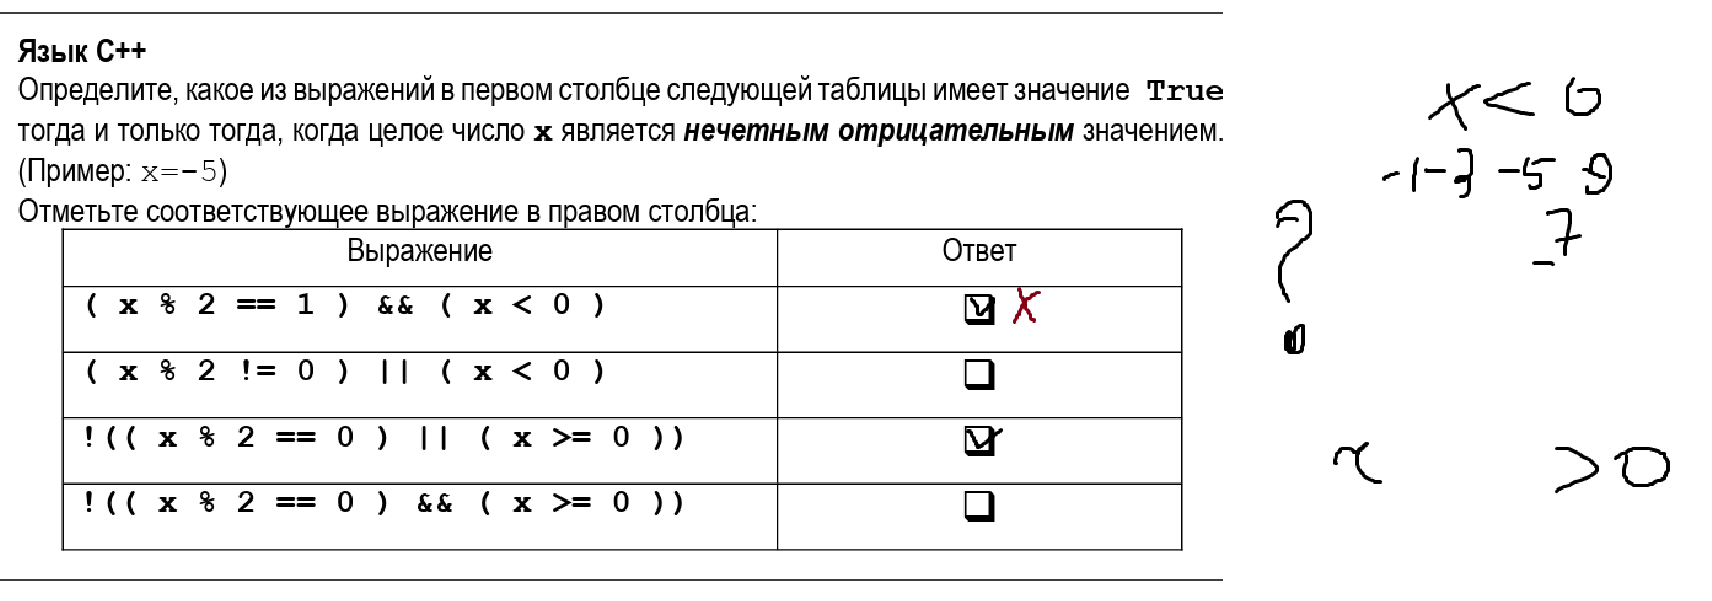 Язык C++
Определите, какое из выражений в первом столбце следующей таблицы имеет значение True
тогда и только тогда, когда целое число x является нечетным отрицательным значением.
(Пример: x=-5)
Отметьте соответствующее выражение в правом столбца:
Выражение Ответ
( x % 2 == 1 ) && ( x < 0 )
( x % 2 != 0 ) || ( x < 0 )
!(( x % 2 == 0 ) || ( x >= 0 ))
!(( x % 2 == 0 ) && ( x >= 0 ))
x < 0
-1 -3 -5 9
-7
?
x > 0